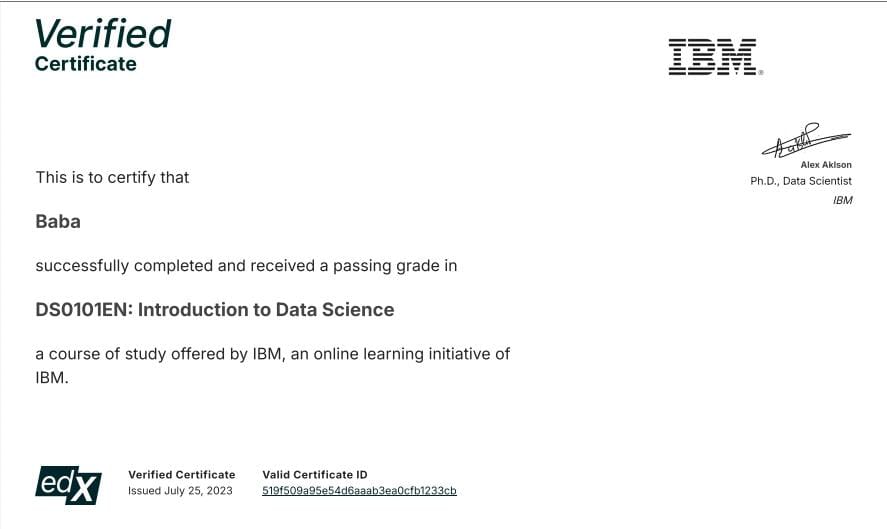 Verified
Certificate
IBM®
Alex Aklson
Ph.D., Data Scientist
IBM
This is to certify that
Baba
successfully completed and received a passing grade in
DS0101EN: Introduction to Data Science
a course of study offered by IBM, an online learning initiative of
IBM.
edX
Verified Certificate
Issued July 25, 2023
Valid Certificate ID
519f509a95e54d6aaab3ea0cfb1233cb